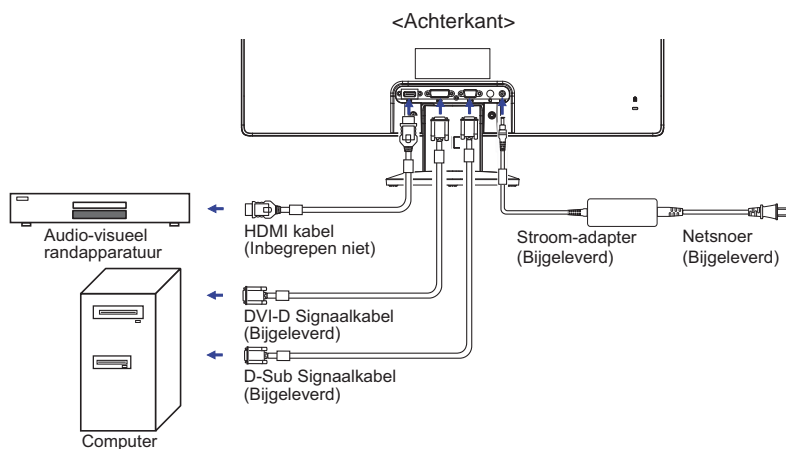 <Achterkant>
Audio-visueel
randapparatuur
HDMI kabel
(Inbegrepen niet)
Stroom-adapter
(Bijgeleverd)
Netsnoer
(Bijgeleverd)
DVI-D Signaalkabel
(Bijgeleverd)
D-Sub Signaalkabel
(Bijgeleverd)
Computer